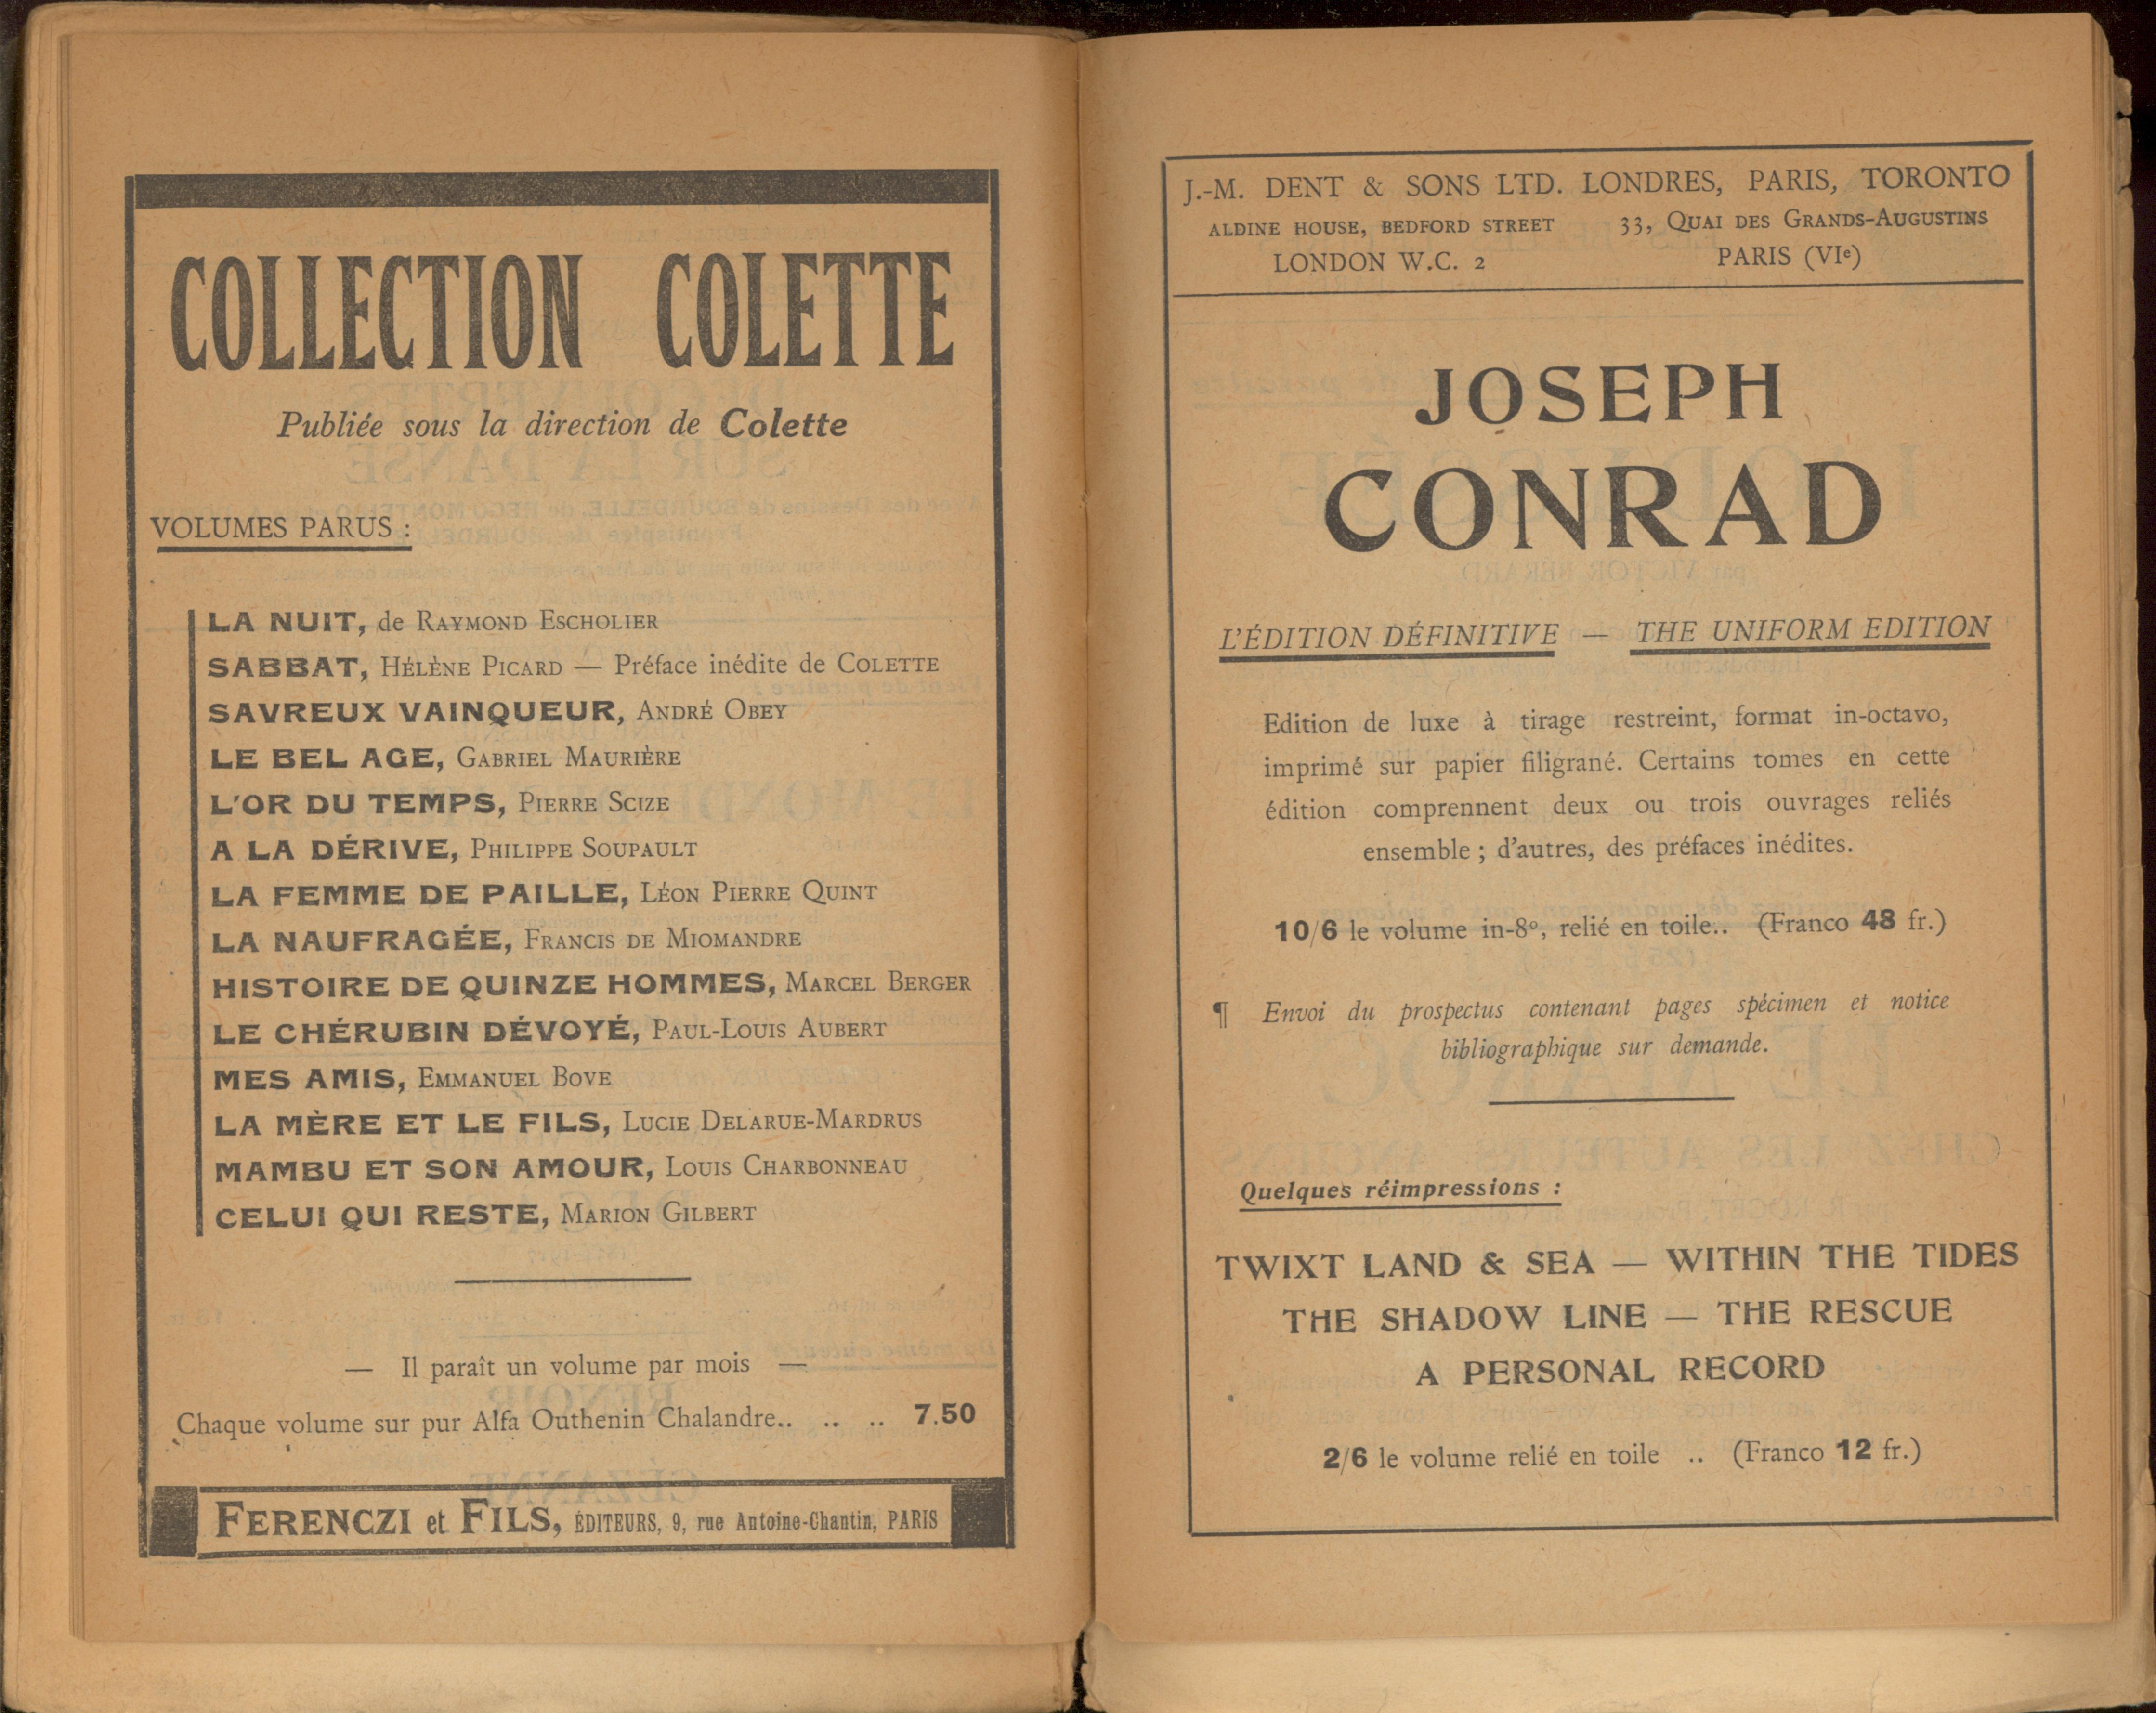 COLLECTION COLETTE
Publiée sous la direction de Colette
VOLUMES PARUS :
LA NUIT, de RAYMOND ESCHOLIER
SABBAT, HÉLÈNE PICARD — Préface inédite de COLETTE
SAVREUX VAINQUEUR, ANDRÉ OBEY
LE BEL AGE, GABRIEL MAURIÈRE
L'OR DU TEMPS, PIERRE SCIZE
A LA DÉRIVE, PHILIPPE SOUPAULT
LA FEMME DE PAILLE, LÉON PIERRE QUINT
LA NAUFRAGÉE, FRANCIS DE MIOMANDRE
HISTOIRE DE QUINZE HOMMES, MARCEL BERGER
LE CHÉRUBIN DÉVOYÉ, PAUL-LOUIS AUBERT
MES AMIS, EMMANUEL BOVE
LA MÈRE ET LE FILS, LUCIE DELARUE-MARDRUS
MAMBU ET SON AMOUR, LOUIS CHARBONNEAU
CELUI QUI RESTE, MARION GILBERT
— Il paraît un volume par mois —
Chaque volume sur pur Alfa Outhenin Chalandre.. .. .. 7.50
FERENCZI et FILS, ÉDITEURS, 9, rue Antoine-Chantin, PARIS
J.-M. DENT & SONS LTD. LONDRES, PARIS, TORONTO
ALDINE HOUSE, BEDFORD STREET 33, QUAI DES GRANDS-AUGUSTINS
LONDON W.C. 2 PARIS (VIe)
JOSEPH
CONRAD
L'ÉDITION DÉFINITIVE — THE UNIFORM EDITION
Edition de luxe à tirage restreint, format in-octavo,
imprimé sur papier filigrané. Certains tomes en cette
édition comprennent deux ou trois ouvrages reliés
ensemble ; d'autres, des préfaces inédites.
10/6 le volume in-8º, relié en toile.. (Franco 48 fr.)
¶ Envoi du prospectus contenant pages spécimen et notice
bibliographique sur demande.
Quelques réimpressions :
TWIXT LAND & SEA — WITHIN THE TIDES
THE SHADOW LINE — THE RESCUE
A PERSONAL RECORD
2/6 le volume relié en toile .. (Franco 12 fr.)